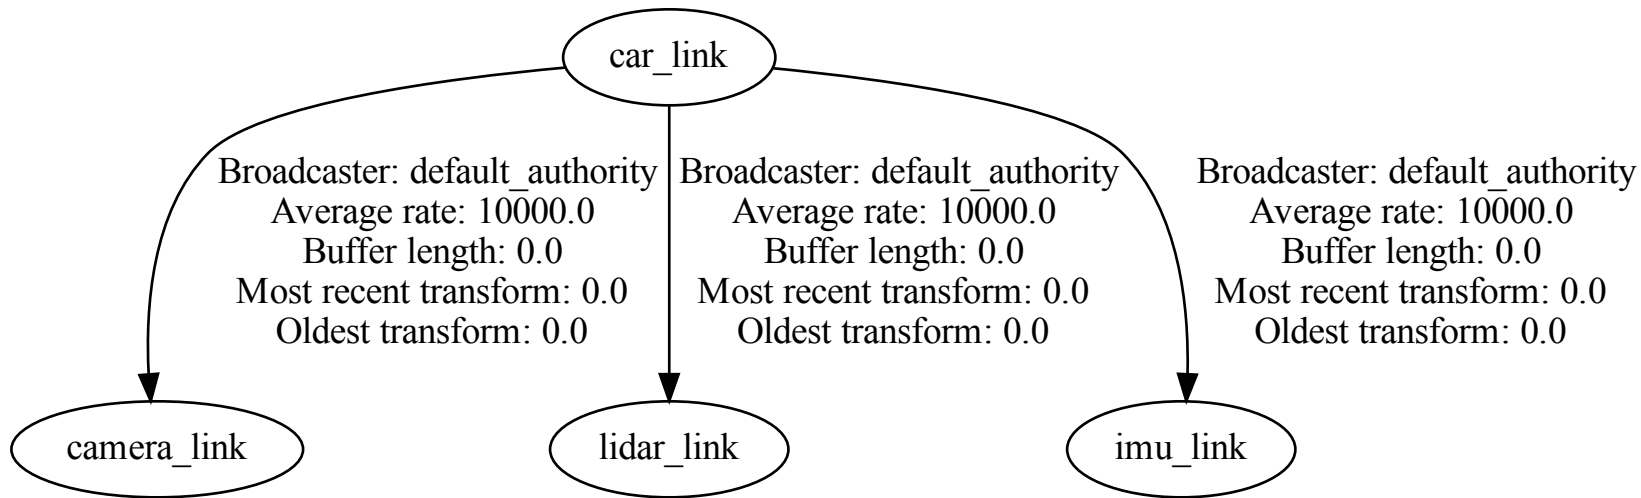 car_link
Broadcaster: default_authority
Average rate: 10000.0
Buffer length: 0.0
Most recent transform: 0.0
Oldest transform: 0.0
Broadcaster: default_authority
Average rate: 10000.0
Buffer length: 0.0
Most recent transform: 0.0
Oldest transform: 0.0
Broadcaster: default_authority
Average rate: 10000.0
Buffer length: 0.0
Most recent transform: 0.0
Oldest transform: 0.0
camera_link
lidar_link
imu_link